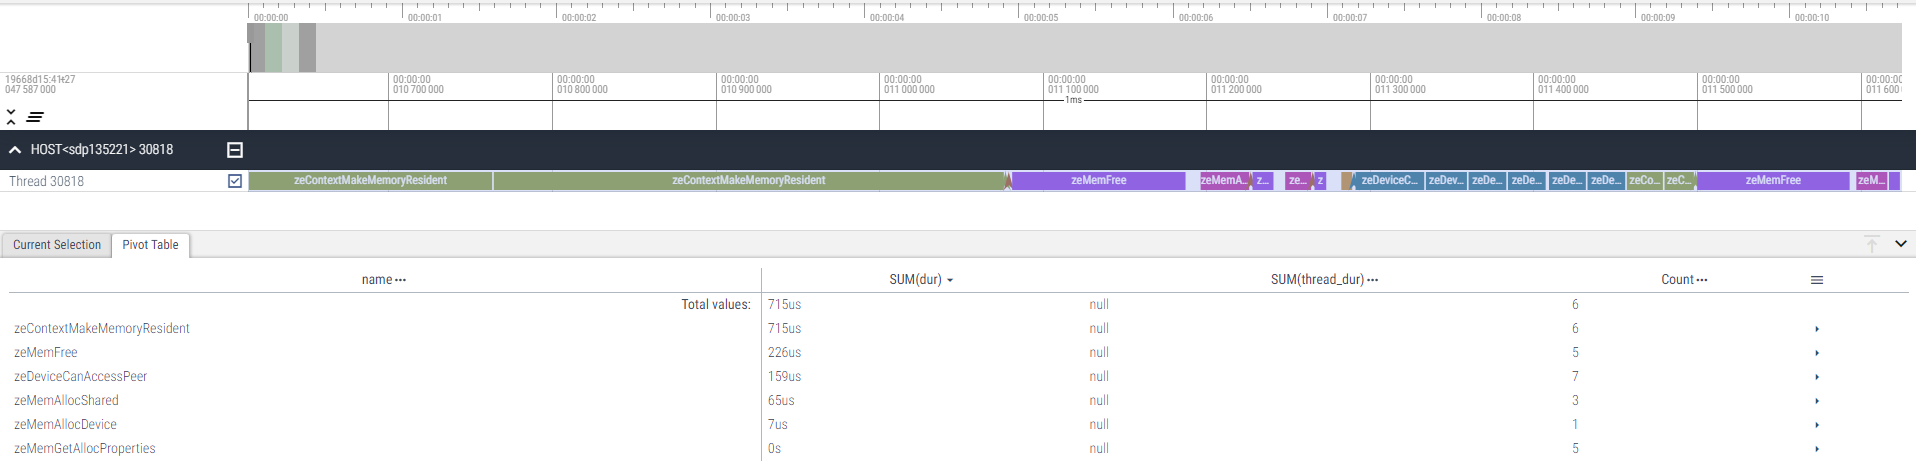 00:00:00 00:00:01 00:00:02 00:00:03 00:00:04 00:00:05 00:00:06 00:00:07 00:00:08 00:00:09 00:00:10
19668d15:41:27 00:00:00 00:00:00 00:00:00 00:00:00 00:00:00 00:00:00 00:00:00 00:00:00 00:00:00 00:00:0
047 587 000 010 700 000 010 800 000 010 900 000 011 000 000 011 100 000 011 200 000 011 300 000 011 400 000 011 500 000 011 600
1ms
HOST<sdp135221> 30818
Thread 30818 zeContextMakeMemoryResident zeContextMakeMemoryResident zeMemFree zeMemA... z... ze... z zeDeviceC... zeDev... zeDe... zeDe... zeDe... zeDe... zeCo... zeC... zeMemFree zeM...
Current Selection Pivot Table
name SUM(dur) SUM(thread_dur) Count
Total values: 715us null 6
zeContextMakeMemoryResident 715us null 6
zeMemFree 226us null 5
zeDeviceCanAccessPeer 159us null 7
zeMemAllocShared 65us null 3
zeMemAllocDevice 7us null 1
zeMemGetAllocProperties 0s null 5